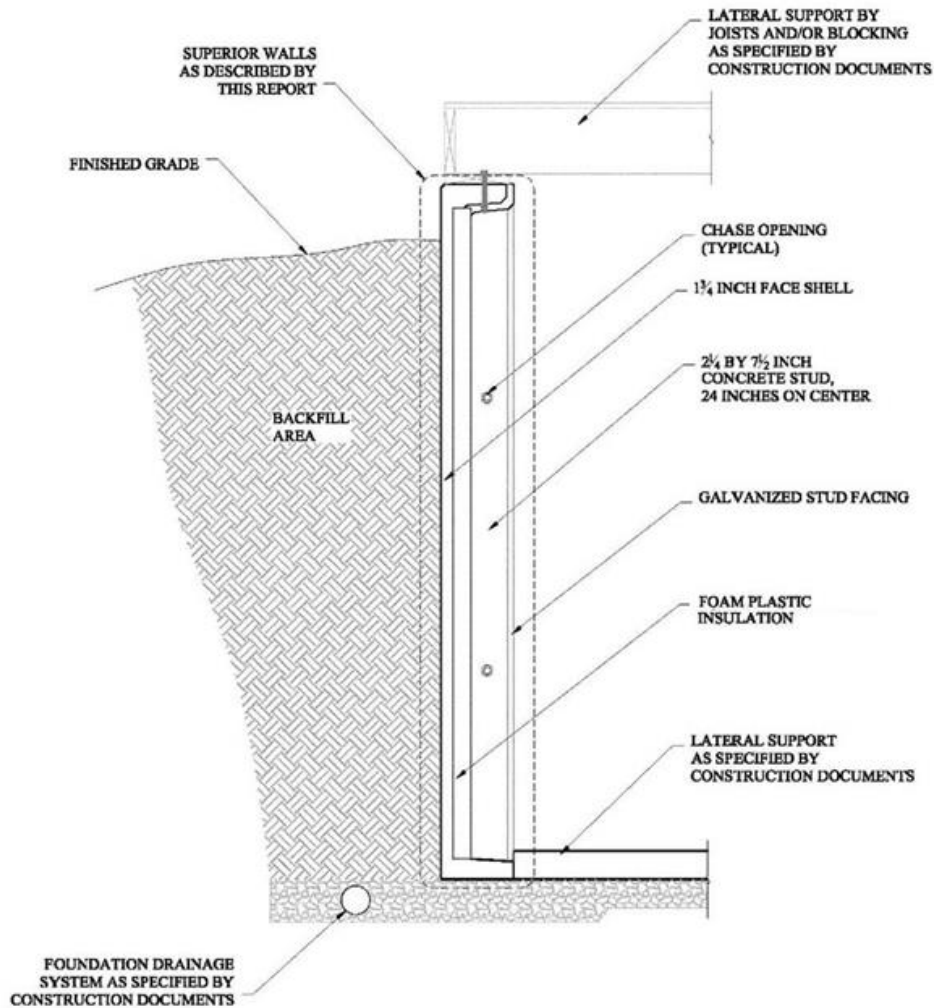 LATERAL SUPPORT BY
JOISTS AND/OR BLOCKING
AS SPECIFIED BY
CONSTRUCTION DOCUMENTS
SUPERIOR WALLS
AS DESCRIBED BY
THIS REPORT
FINISHED GRADE
CHASE OPENING
(TYPICAL)
1¾ INCH FACE SHELL
2¼ BY 7½ INCH
CONCRETE STUD,
24 INCHES ON CENTER
BACKFILL
AREA
GALVANIZED STUD FACING
FOAM PLASTIC
INSULATION
LATERAL SUPPORT
AS SPECIFIED BY
CONSTRUCTION DOCUMENTS
FOUNDATION DRAINAGE
SYSTEM AS SPECIFIED BY
CONSTRUCTION DOCUMENTS